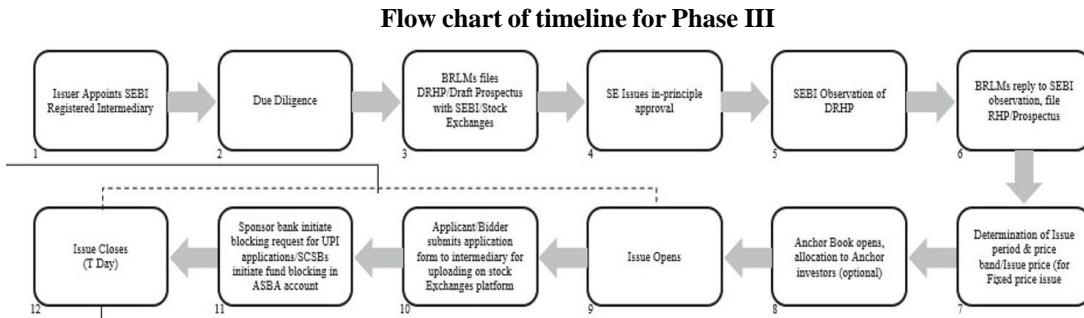 Flow chart of timeline for Phase III
Issuer Appoints SEBI
Registered Intermediary
1
Due Diligence
2
BRLMs files
DRHP/Draft Prospectus
with SEBI/Stock
Exchanges
3
SE Issues in-principle
approval
4
SEBI Observation of
DRHP
5
BRLMs reply to SEBI
observation, file
RHP/Prospectus
6
Determination of Issue
period & price
band/Issue price (for
Fixed price issue
7
Anchor Book opens,
allocation to Anchor
investors (optional)
8
Issue Opens
9
Applicant/Bidder
submits application
form to intermediary for
uploading on stock
Exchanges platform
10
Sponsor bank initiate
blocking request for UPI
applications/SCSBs
initiate fund blocking in
ASBA account
11
Issue Closes
(T Day)
12